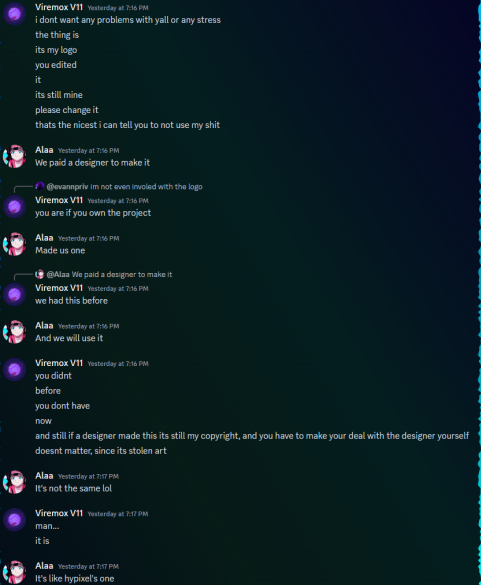 Viremox V11 Yesterday at 7:16 PM
i dont want any problems with yall or any stress
the thing is
its my logo
you edited
it
its still mine
please change it
thats the nicest i can tell you to not use my shit
Alaa Yesterday at 7:16 PM
We paid a designer to make it
@evannpriv im not even involed with the logo
Viremox V11 Yesterday at 7:16 PM
you are if you own the project
Alaa Yesterday at 7:16 PM
Made us one
@Alaa We paid a designer to make it
Viremox V11 Yesterday at 7:16 PM
we had this before
Alaa Yesterday at 7:16 PM
And we will use it
Viremox V11 Yesterday at 7:16 PM
you didnt
before
you dont have
now
and still if a designer made this its still my copyright, and you have to make your deal with the designer yourself
doesnt matter, since its stolen art
Alaa Yesterday at 7:17 PM
It's not the same lol
Viremox V11 Yesterday at 7:17 PM
man...
it is
Alaa Yesterday at 7:17 PM
It's like hypixel's one